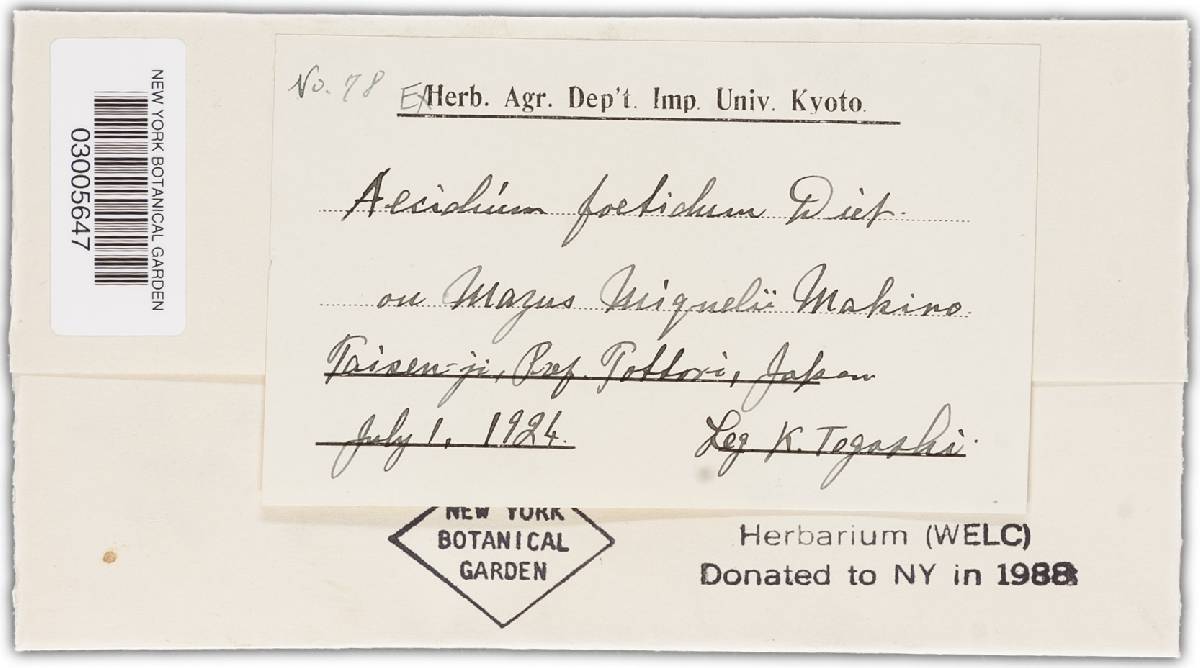 NEW YORK BOTANICAL GARDEN
03005647
No. 78
Ex Herb. Agr. Dep't. Imp. Univ. Kyoto.
Aecidium foetidum Diet.
on Mazus Miquelii Makino
Taisen-ji, Pref. Tottori, Japan
July 1, 1924.
Leg K. Togashi.
NEW YORK
BOTANICAL
GARDEN
Herbarium (WELC)
Donated to NY in 1988